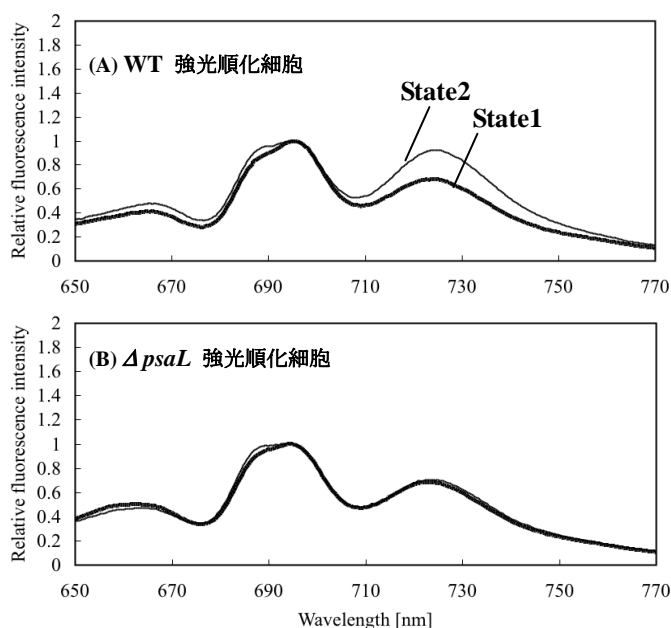 2
1.8
1.6
1.4
1.2
1
0.8
0.6
0.4
0.2
0
Relative fluorescence intensity
(A) WT 強光順化細胞
State2
State1
650 670 690 710 730 750 770
2
1.8
1.6
1.4
1.2
1
0.8
0.6
0.4
0.2
0
Relative fluorescence intensity
(B) ΔpsaL 強光順化細胞
650 670 690 710 730 750 770
Wavelength [nm]